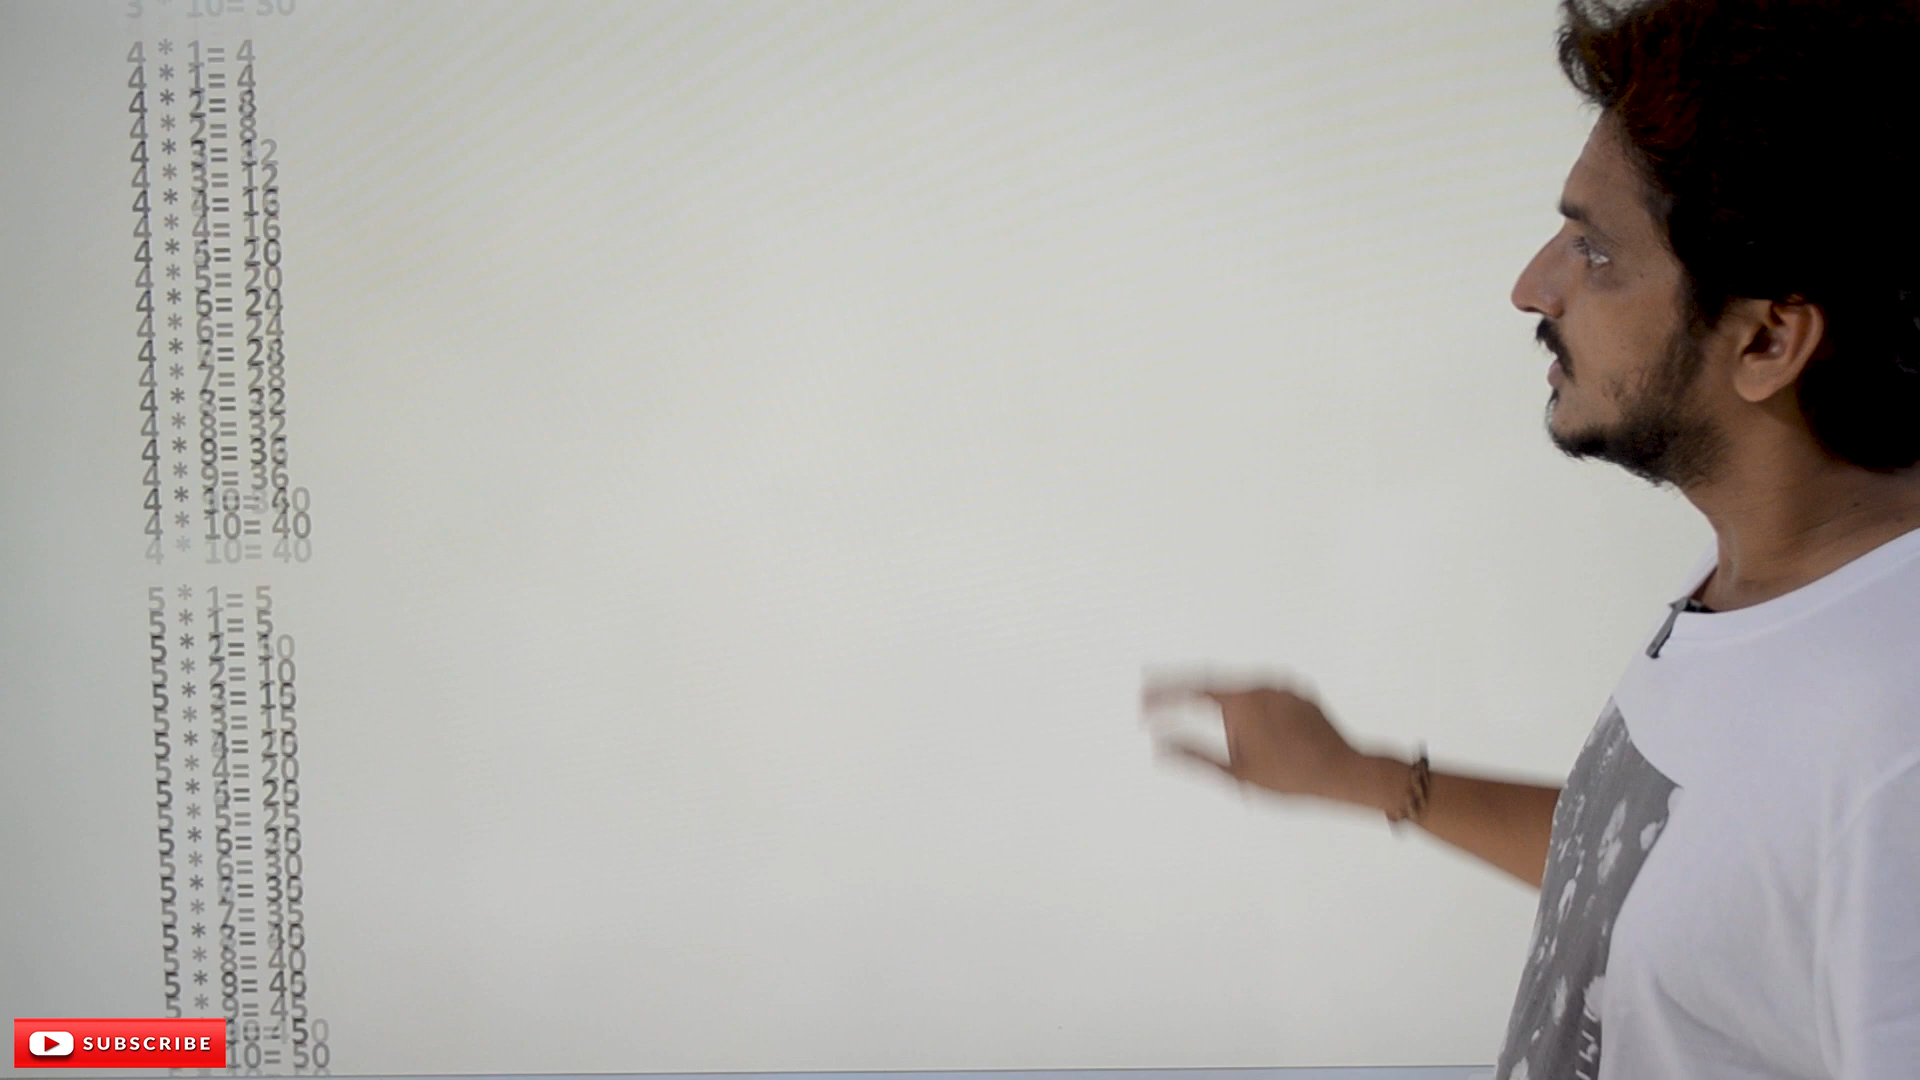 3 * 10= 30
4 * 1= 4
4 * 2= 8
4 * 3= 12
4 * 4= 16
4 * 5= 20
4 * 6= 24
4 * 7= 28
4 * 8= 32
4 * 9= 36
4 * 10= 40
5 * 1= 5
5 * 2= 10
5 * 3= 15
5 * 4= 20
5 * 5= 25
5 * 6= 30
5 * 7= 35
5 * 8= 40
5 * 9= 45
10= 50
SUBSCRIBE